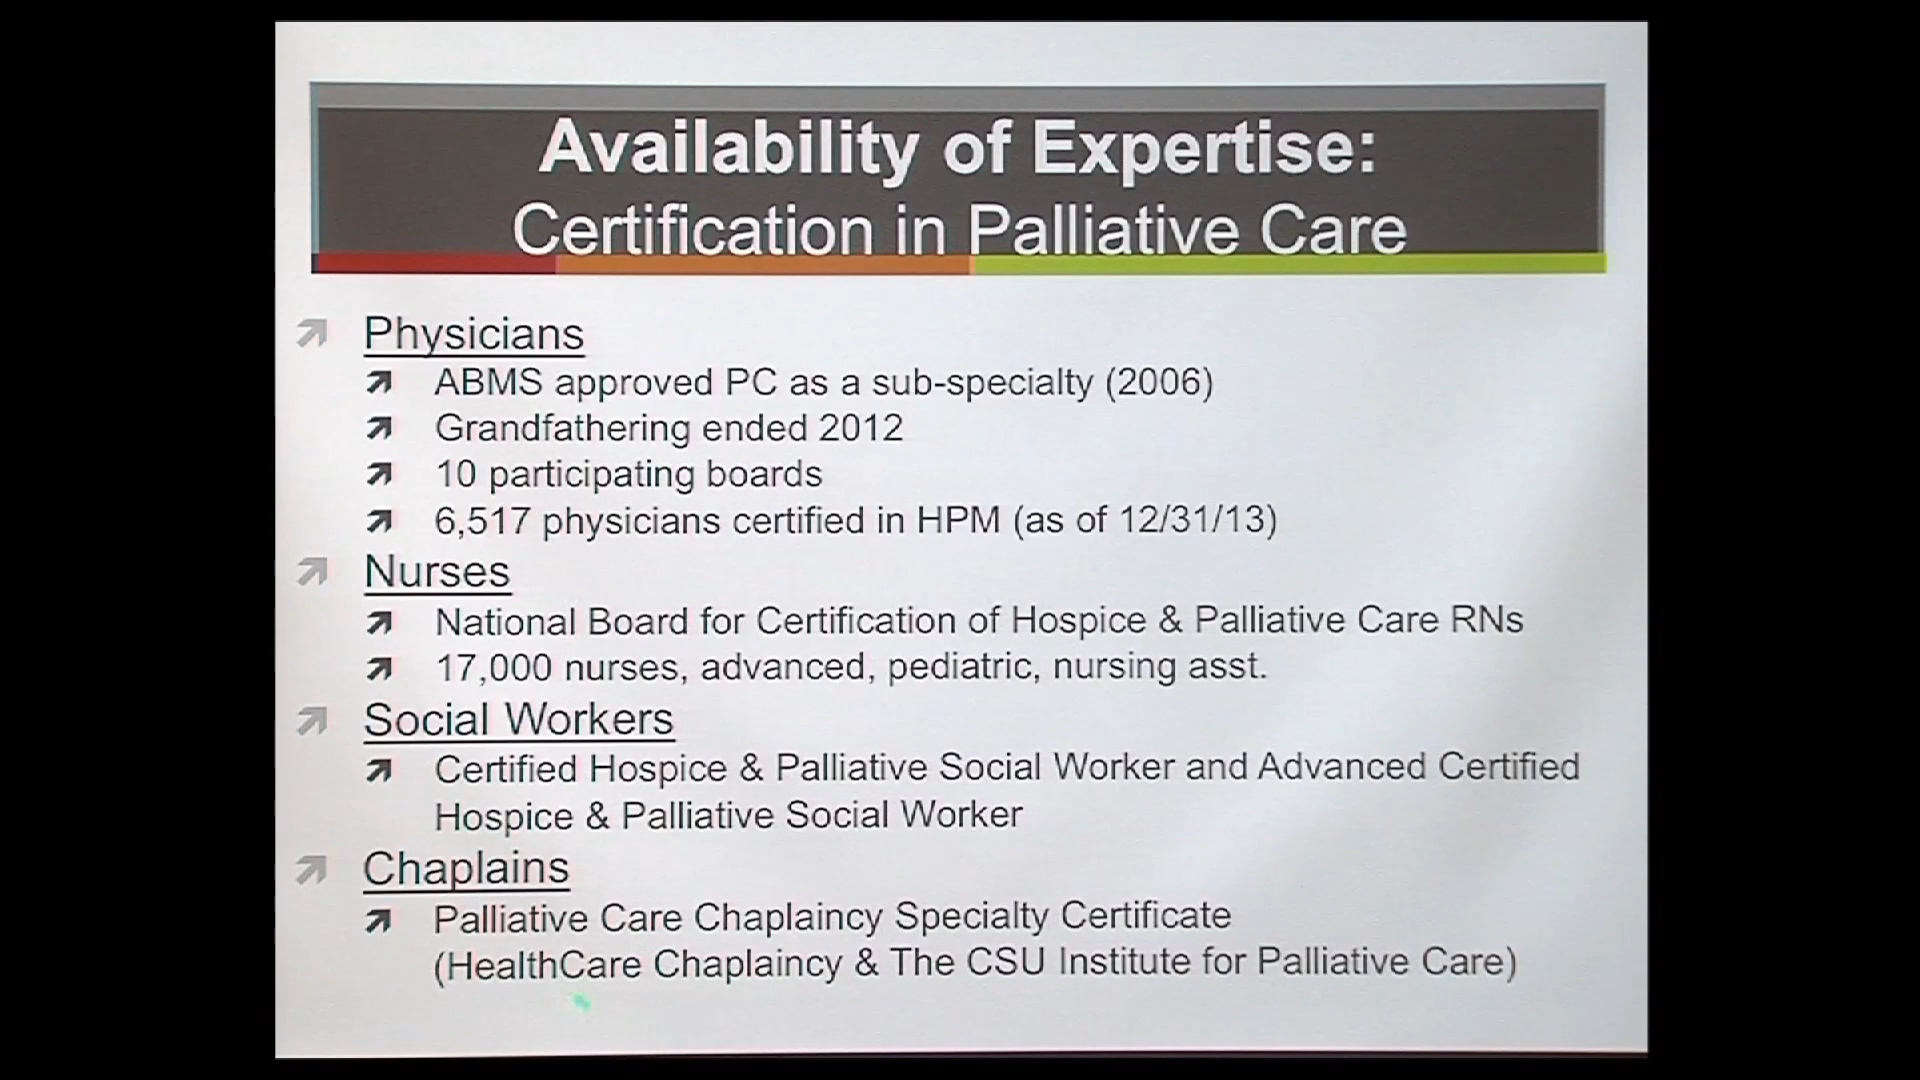 Availability of Expertise:
Certification in Palliative Care
Physicians
ABMS approved PC as a sub-specialty (2006)
Grandfathering ended 2012
10 participating boards
6,517 physicians certified in HPM (as of 12/31/13)
Nurses
National Board for Certification of Hospice & Palliative Care RNs
17,000 nurses, advanced, pediatric, nursing asst.
Social Workers
Certified Hospice & Palliative Social Worker and Advanced Certified
Hospice & Palliative Social Worker
Chaplains
Palliative Care Chaplaincy Specialty Certificate
(HealthCare Chaplaincy & The CSU Institute for Palliative Care)